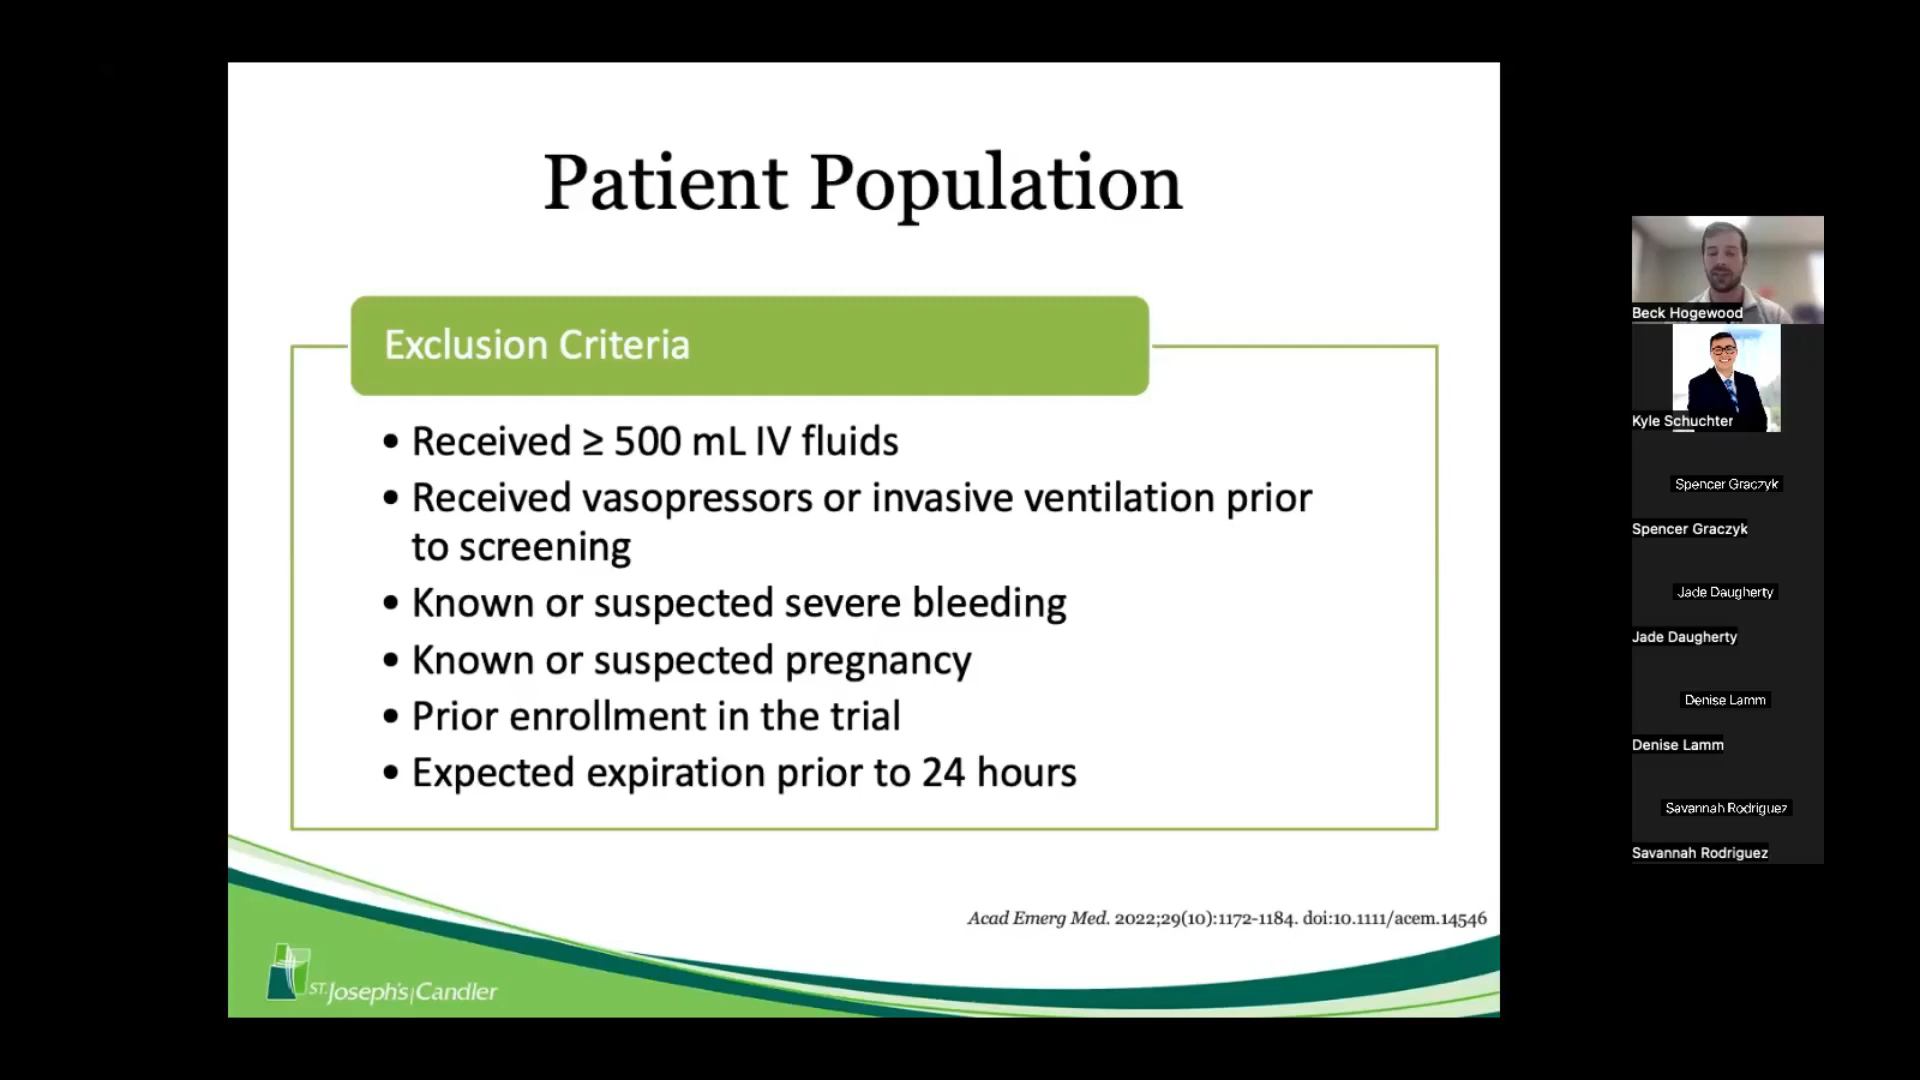 Patient Population
Exclusion Criteria
• Received ≥ 500 mL IV fluids
• Received vasopressors or invasive ventilation prior
to screening
• Known or suspected severe bleeding
• Known or suspected pregnancy
• Prior enrollment in the trial
• Expected expiration prior to 24 hours
Acad Emerg Med. 2022;29(10):1172-1184. doi:10.1111/acem.14546
ST. Joseph's|Candler
Beck Hogewood
Kyle Schuchter
Spencer Graczyk
Spencer Graczyk
Jade Daugherty
Jade Daugherty
Denise Lamm
Denise Lamm
Savannah Rodriguez
Savannah Rodriguez